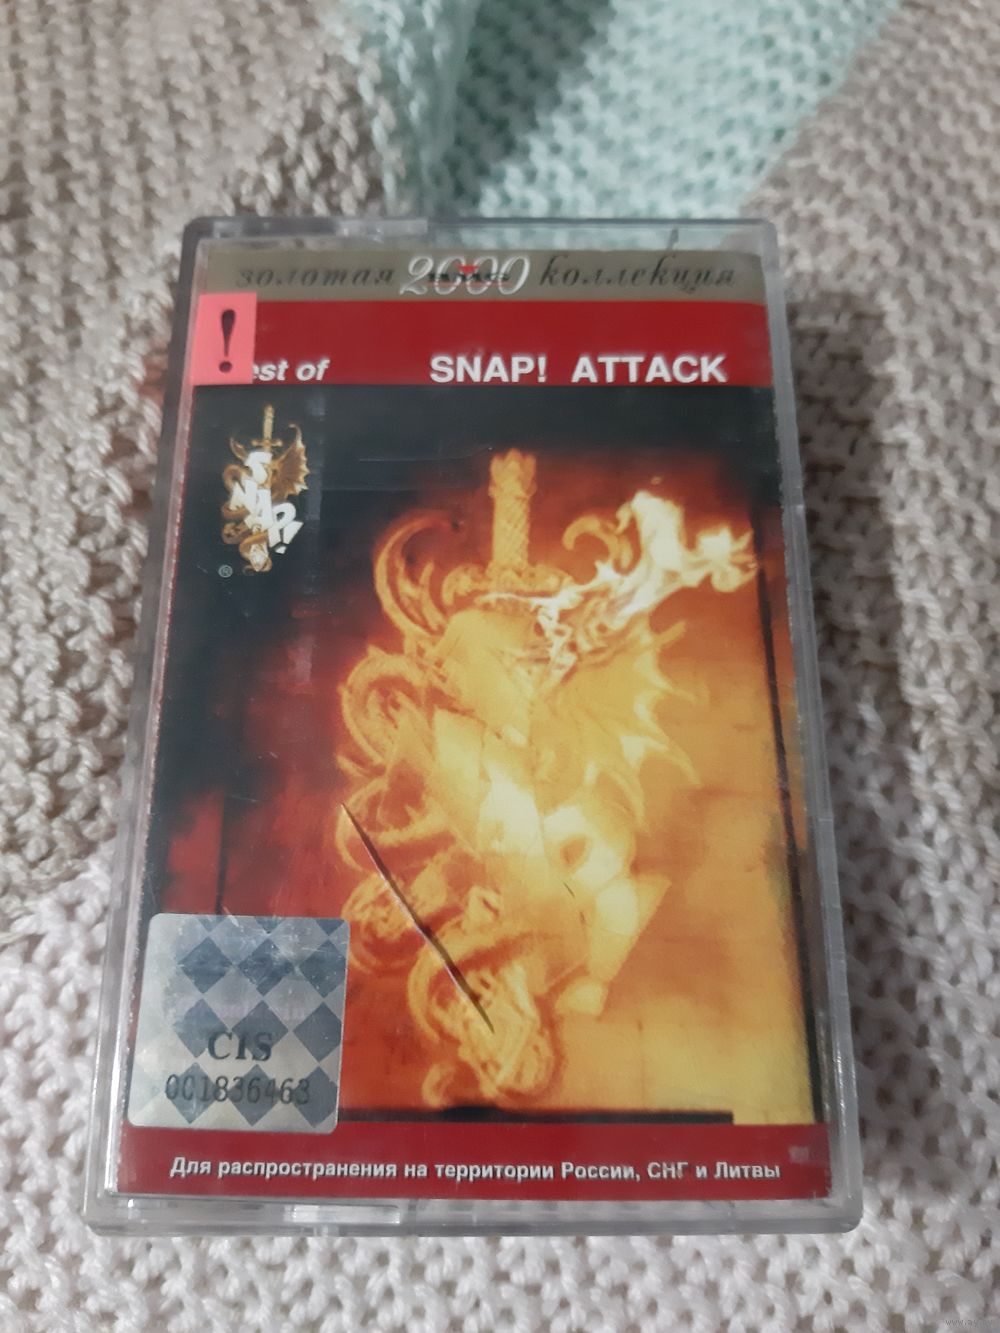 золотая 2000 коллекция
!
est of SNAP! ATTACK
SNAP!
®
CIS
001836463
Для распространения на территории России, СНГ и Литвы